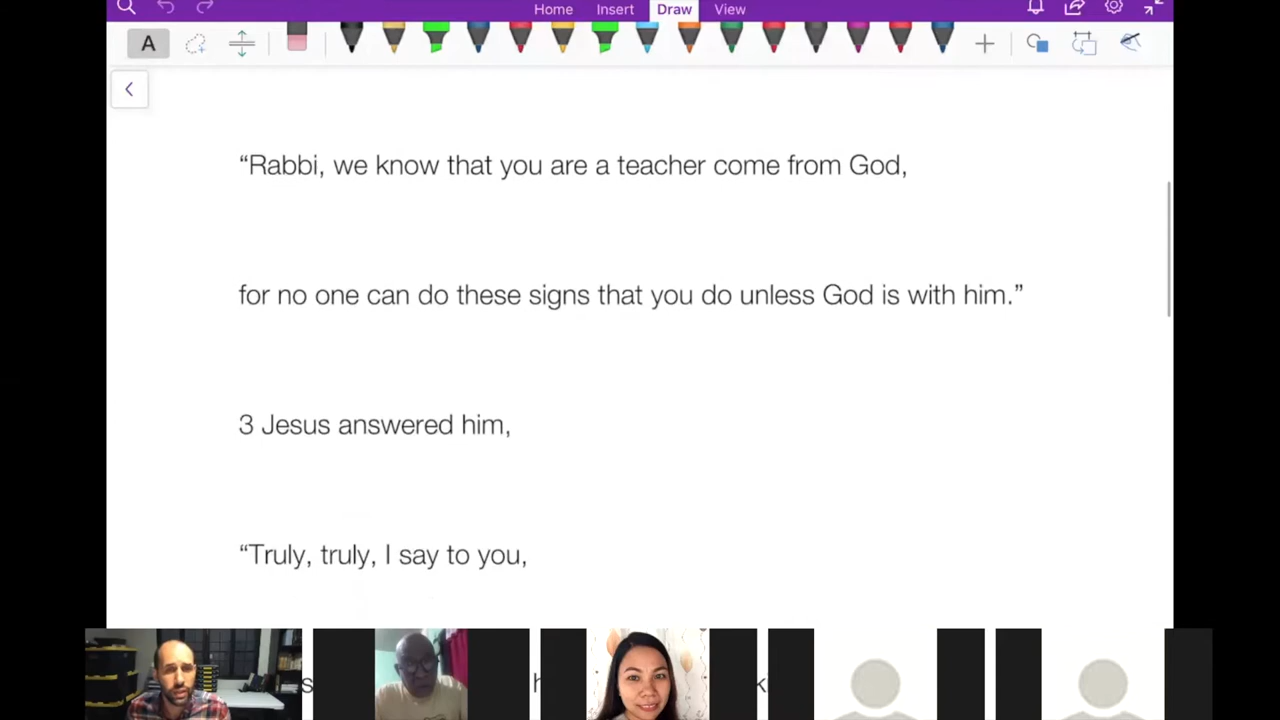 Home Insert Draw View
A
“Rabbi, we know that you are a teacher come from God,
for no one can do these signs that you do unless God is with him.”
3 Jesus answered him,
“Truly, truly, I say to you,